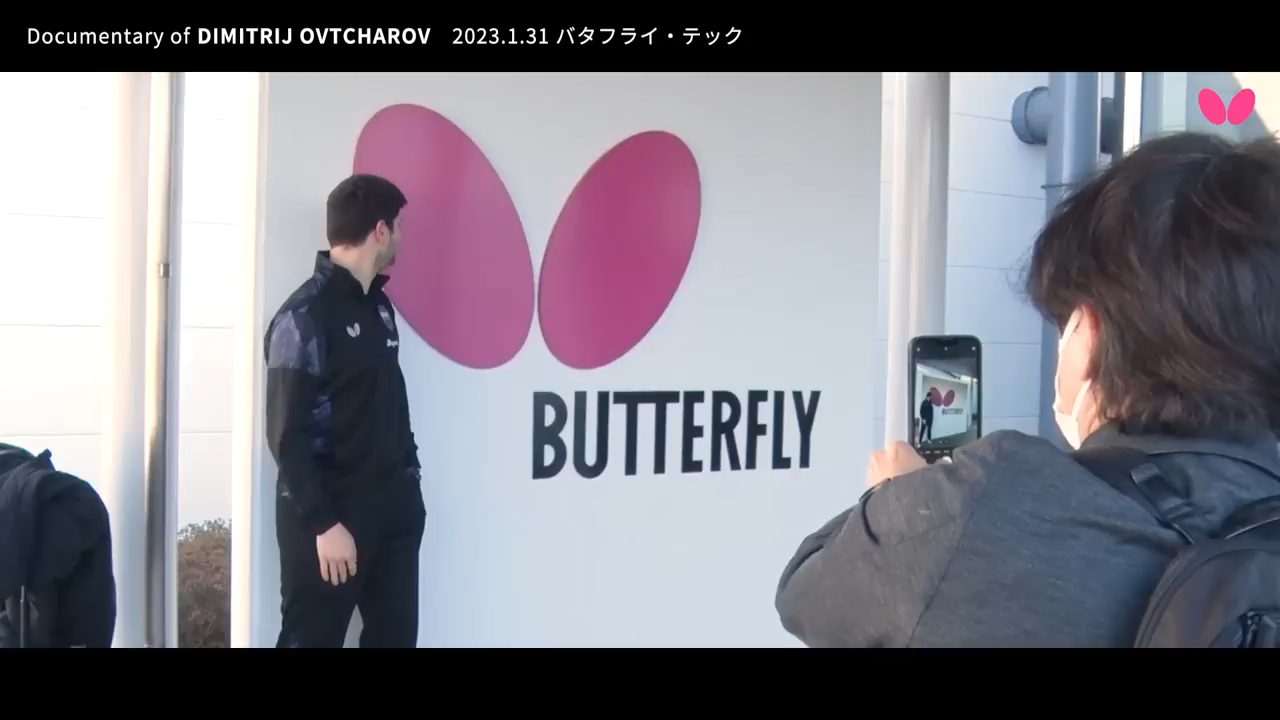 Documentary of DIMITRIJ OVTCHAROV 2023.1.31 バタフライ・テック
BUTTERFLY